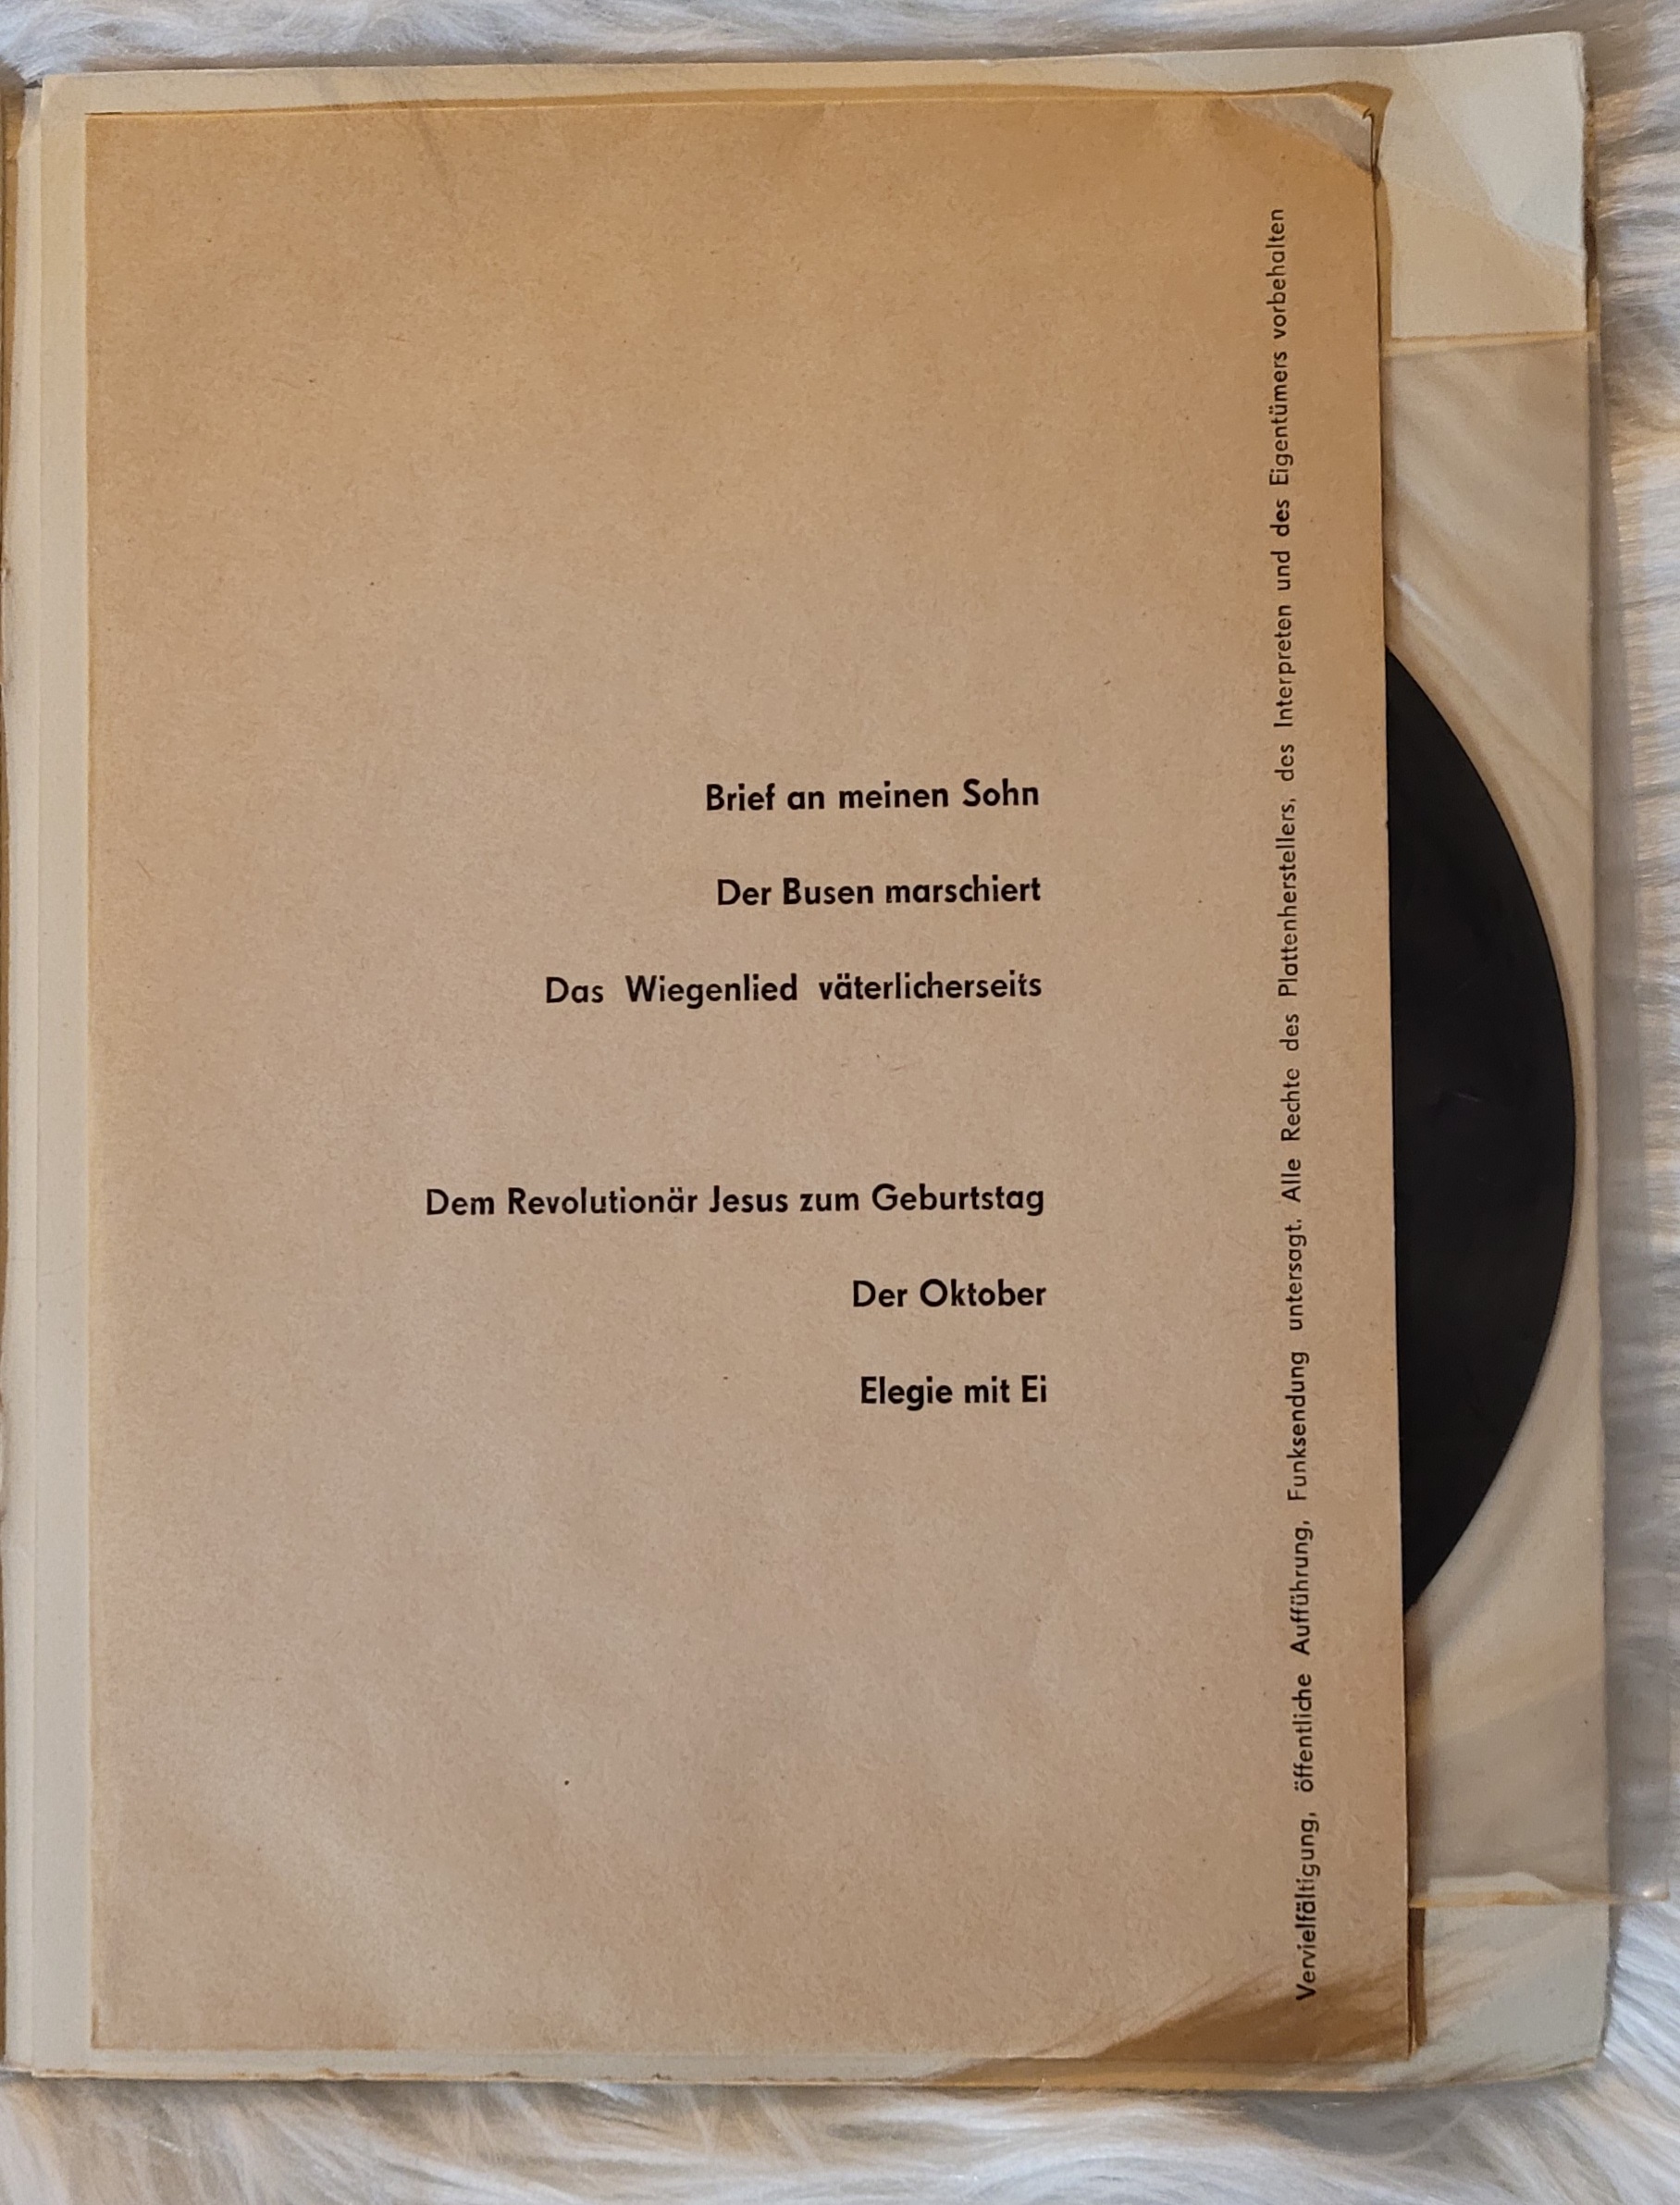 Brief an meinen Sohn
Der Busen marschiert
Das Wiegenlied väterlicherseits
Dem Revolutionär Jesus zum Geburtstag
Der Oktober
Elegie mit Ei
Vervielfältigung, öffentliche Aufführung, Funksendung untersagt. Alle Rechte des Plattenherstellers, des Interpreten und des Eigentümers vorbehalten